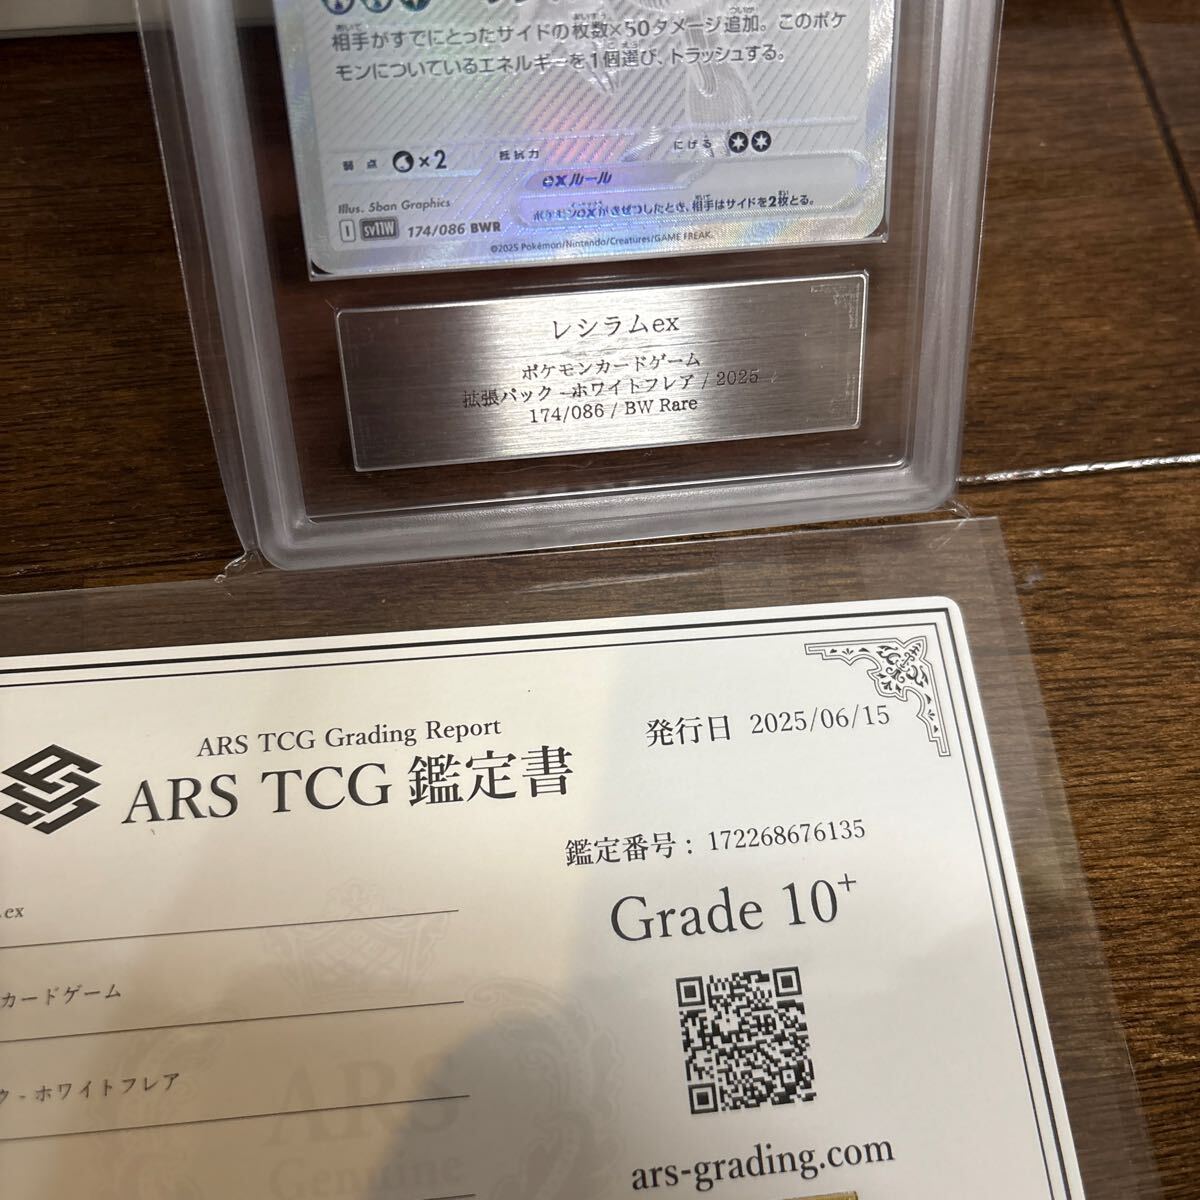 相手がすでにとったサイドの枚数×50ダメージ追加。このポケ
モンについているエネルギーを1個選び、トラッシュする。
弱点 ×2 抵抗力 にげる
exルール
ポケモンexがきぜつしたとき、相手はサイドを2枚とる。
Illus. 5ban Graphics
I sv11W 174/086 BWR
©2025 Pokémon/Nintendo/Creatures/GAME FREAK.
レシラムex
ポケモンカードゲーム
拡張パック - ホワイトフレア / 2025
174/086 / BW Rare
ARS TCG Grading Report
ARS TCG 鑑定書
発行日 2025/06/15
鑑定番号: 172268676135
Grade 10+
ex
カードゲーム
ク - ホワイトフレア
ARS
Genuine
ars-grading.com